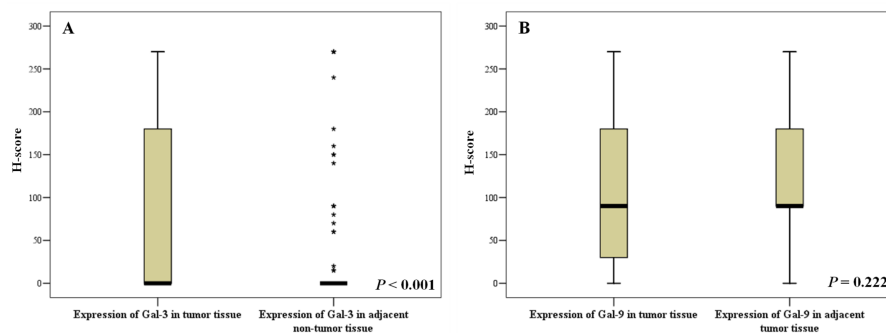 A
H-score
300
250
200
150
100
50
0
P < 0.001
Expression of Gal-3 in tumor tissue
Expression of Gal-3 in adjacent
non-tumor tissue
B
H-score
300
250
200
150
100
50
0
P = 0.222
Expression of Gal-9 in tumor tissue
Expression of Gal-9 in adjacent
tumor tissue